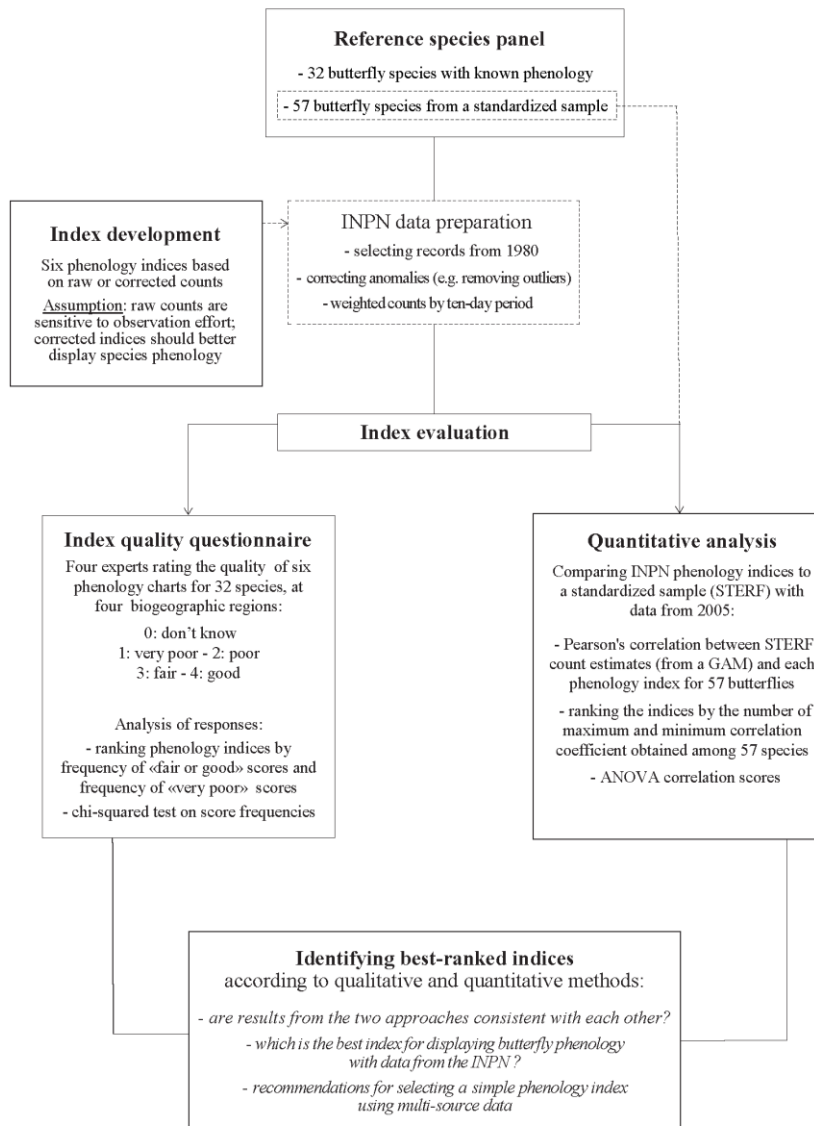 Reference species panel
- 32 butterfly species with known phenology
- 57 butterfly species from a standardized sample
Index development
Six phenology indices based
on raw or corrected counts
Assumption: raw counts are
sensitive to observation effort;
corrected indices should better
display species phenology
INPN data preparation
- selecting records from 1980
- correcting anomalies (e.g. removing outliers)
- weighted counts by ten-day period
Index evaluation
Index quality questionnaire
Four experts rating the quality of six
phenology charts for 32 species, at
four biogeographic regions:
0: don't know
1: very poor - 2: poor
3: fair - 4: good
Analysis of responses:
- ranking phenology indices by
frequency of «fair or good» scores and
frequency of «very poor» scores
- chi-squared test on score frequencies
Quantitative analysis
Comparing INPN phenology indices to
a standardized sample (STERF) with
data from 2005:
- Pearson's correlation between STERF
count estimates (from a GAM) and each
phenology index for 57 butterflies
- ranking the indices by the number of
maximum and minimum correlation
coefficient obtained among 57 species
- ANOVA correlation scores
Identifying best-ranked indices
according to qualitative and quantitative methods:
- are results from the two approaches consistent with each other?
- which is the best index for displaying butterfly phenology
with data from the INPN ?
- recommendations for selecting a simple phenology index
using multi-source data